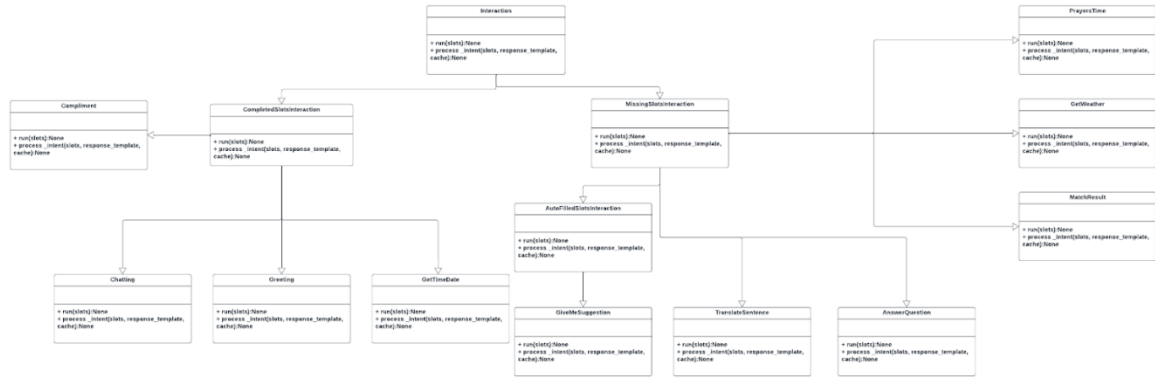 Interaction
+ run(slots):None
+ process _intent(slots, response_template,
cache):None
PrayersTime
+ run(slots):None
+ process _intent(slots, response_template,
cache):None
Compliment
+ run(slots):None
+ process _intent(slots, response_template,
cache):None
CompletedSlotsInteraction
+ run(slots):None
+ process _intent(slots, response_template,
cache):None
MissingSlotsInteraction
+ run(slots):None
+ process _intent(slots, response_template,
cache):None
GetWeather
+ run(slots):None
+ process _intent(slots, response_template,
cache):None
AutoFilledSlotsInteraction
+ run(slots):None
+ process _intent(slots, response_template,
cache):None
MatchResult
+ run(slots):None
+ process _intent(slots, response_template,
cache):None
Chatting
+ run(slots):None
+ process _intent(slots, response_template,
cache):None
Greeting
+ run(slots):None
+ process _intent(slots, response_template,
cache):None
GetTimeDate
+ run(slots):None
+ process _intent(slots, response_template,
cache):None
GiveMeSuggestion
+ run(slots):None
+ process _intent(slots, response_template,
cache):None
TranslateSentence
+ run(slots):None
+ process _intent(slots, response_template,
cache):None
AnswerQuestion
+ run(slots):None
+ process _intent(slots, response_template,
cache):None